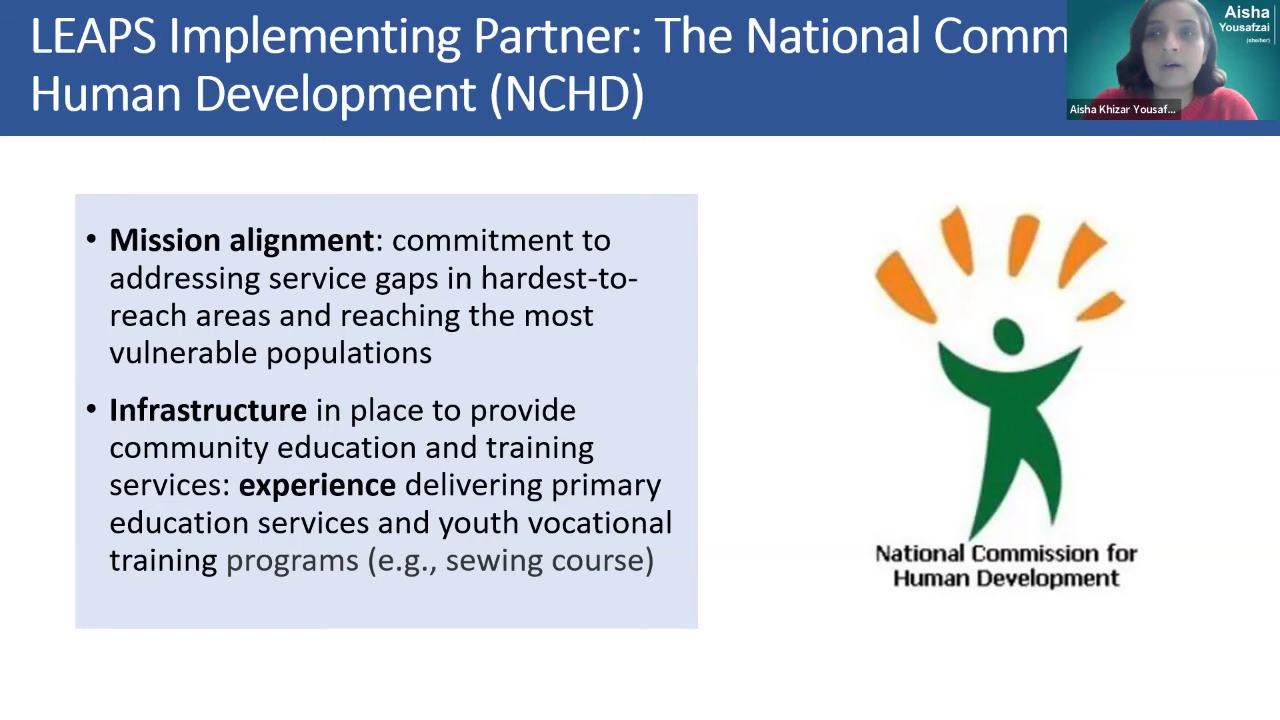 LEAPS Implementing Partner: The National Comm
Human Development (NCHD)
Aisha
Yousafzai
(she/her)
Aisha Khizar Yousaf...
• Mission alignment: commitment to
addressing service gaps in hardest-to-
reach areas and reaching the most
vulnerable populations
• Infrastructure in place to provide
community education and training
services: experience delivering primary
education services and youth vocational
training programs (e.g., sewing course)
National Commission for
Human Development